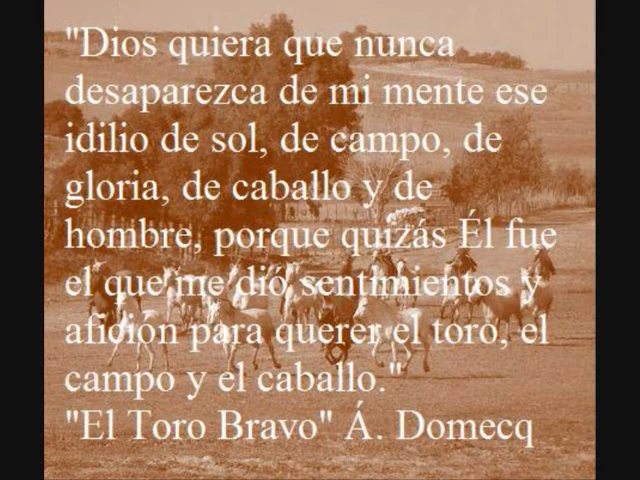 "Dios quiera que nunca
desaparezca de mi mente ese
idilio de sol, de campo, de
gloria, de caballo y de
hombre, porque quizás Él fue
el que me dio sentimientos y
afición para querer el toro, el
campo y el caballo."
"El Toro Bravo" Á. Domecq